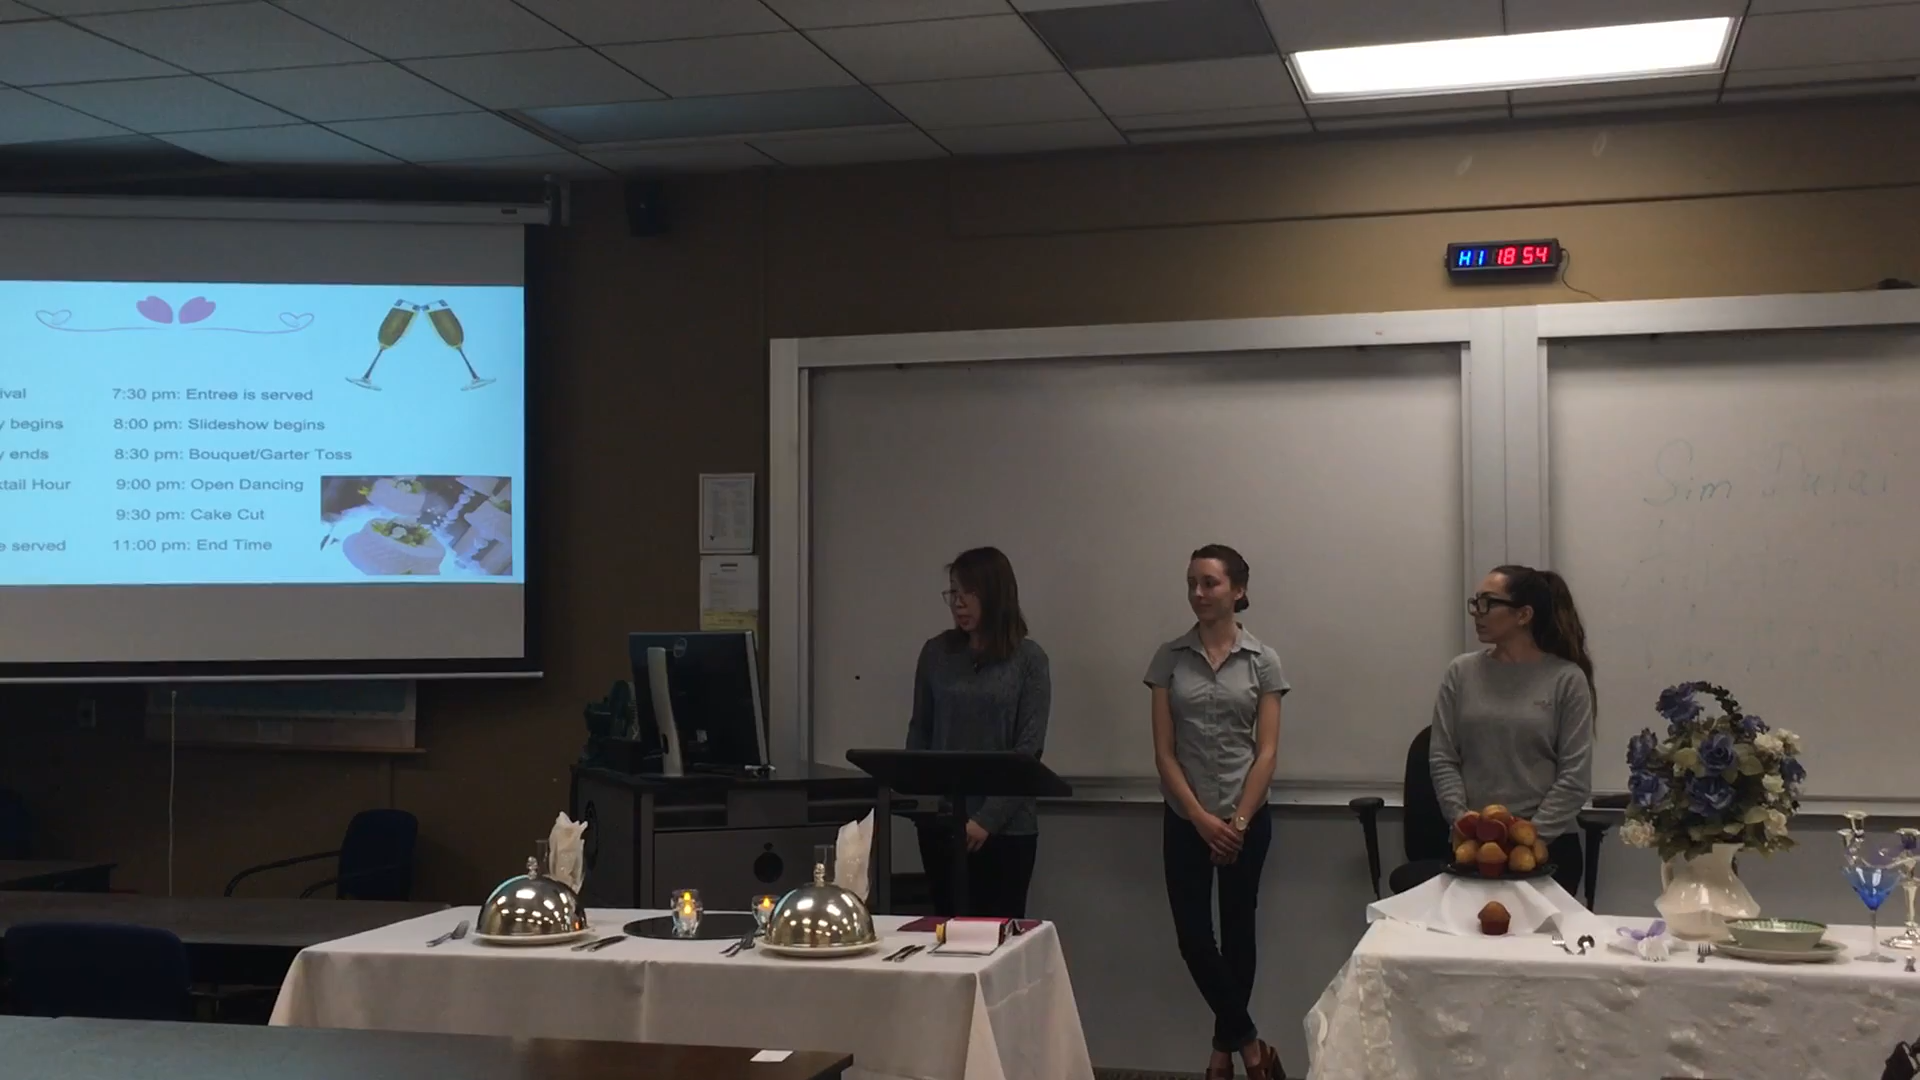 H1 18 54
ival
7:30 pm: Entree is served
y begins
8:00 pm: Slideshow begins
y ends
8:30 pm: Bouquet/Garter Toss
ktail Hour
9:00 pm: Open Dancing
9:30 pm: Cake Cut
e served
11:00 pm: End Time
Sim